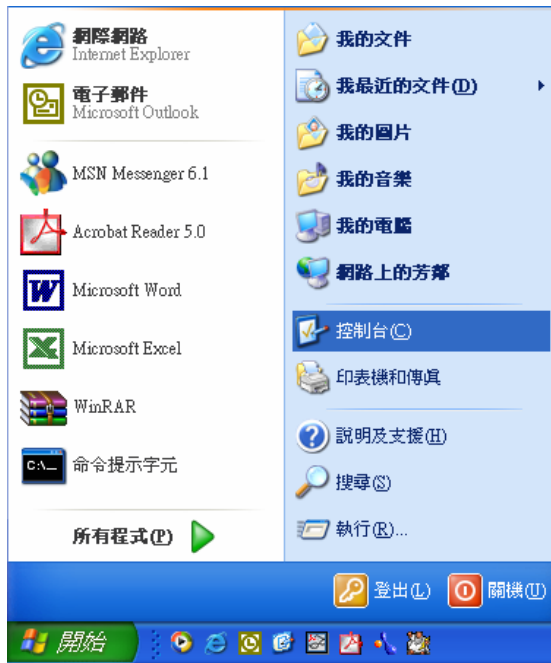 網際網路
Internet Explorer
電子郵件
Microsoft Outlook
MSN Messenger 6.1
Acrobat Reader 5.0
Microsoft Word
Microsoft Excel
WinRAR
命令提示字元
所有程式(P)
我的文件
我最近的文件(D)
我的圖片
我的音樂
我的電腦
網路上的芳鄰
控制台(C)
印表機和傳真
說明及支援(H)
搜尋(S)
執行(R)...
登出(L)
關機(U)
開始